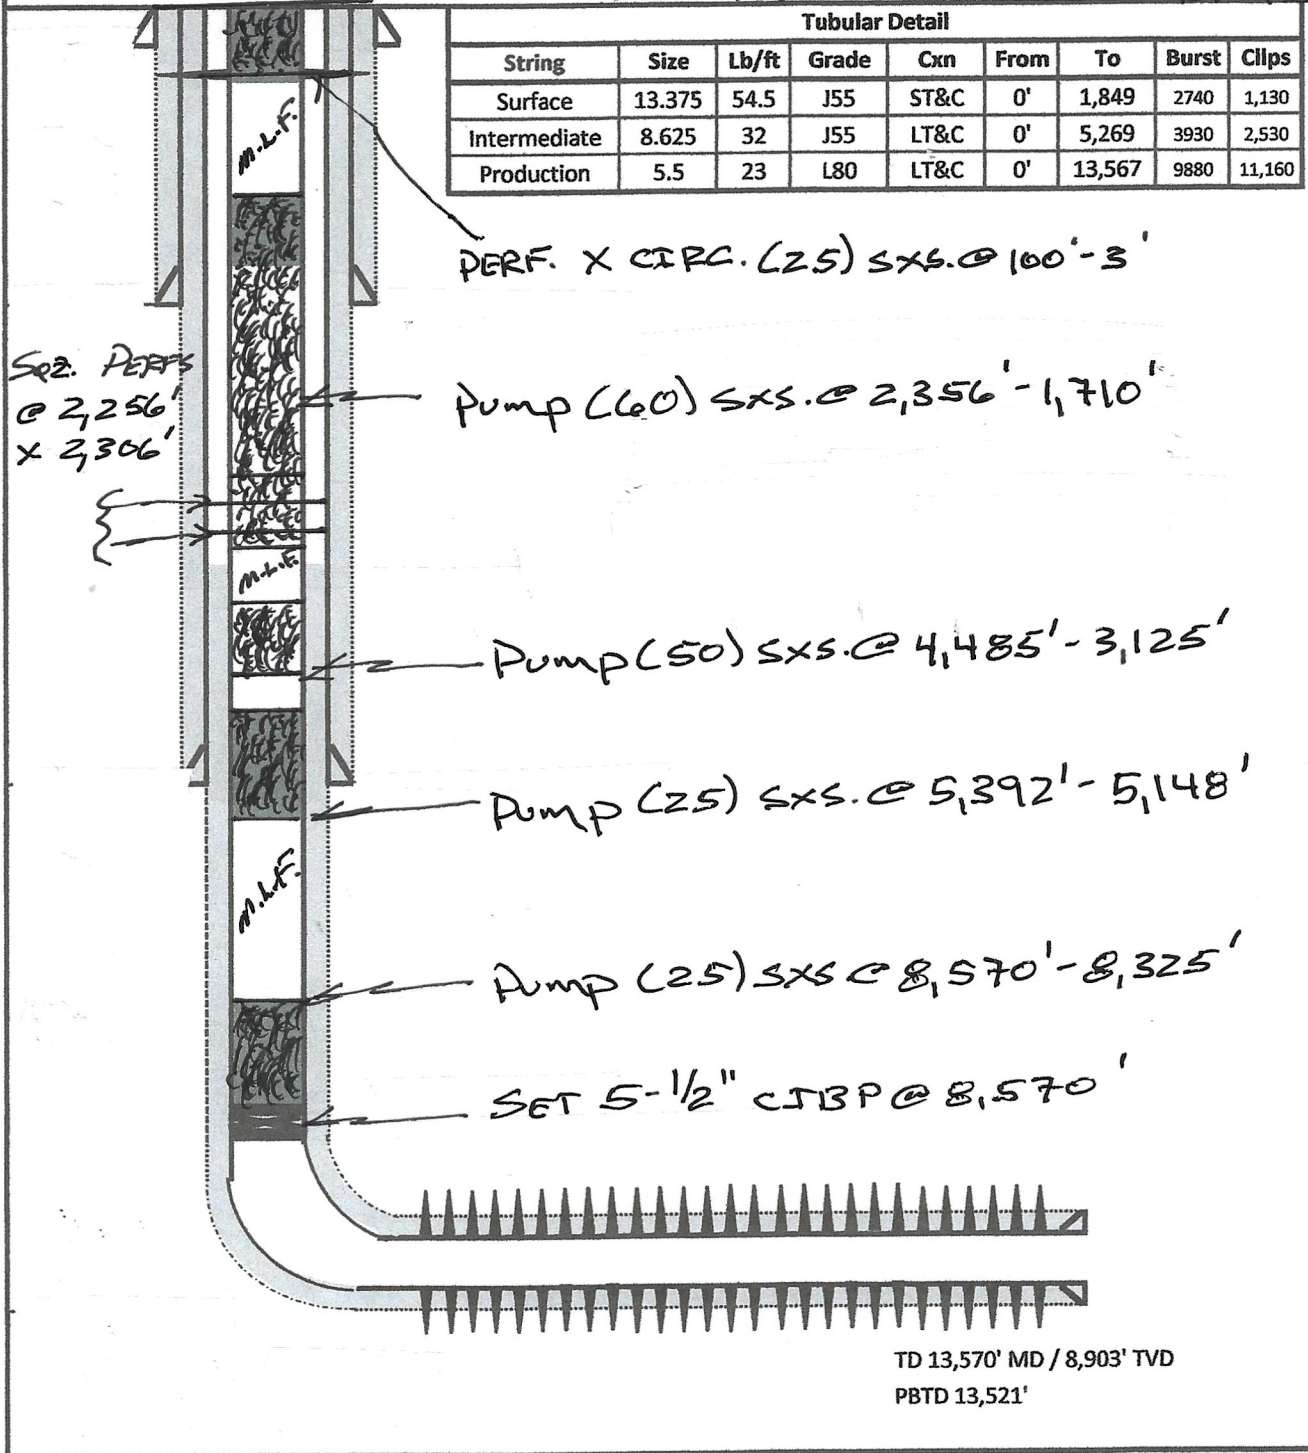 Tubular Detail
String Size Lb/ft Grade Cxn From To Burst Cllps
Surface 13.375 54.5 J55 ST&C 0' 1,849 2740 1,130
Intermediate 8.625 32 J55 LT&C 0' 5,269 3930 2,530
Production 5.5 23 L80 LT&C 0' 13,567 9880 11,160
M.L.F.
PERF. X CIRC. (25) SXS. @ 100'-3'
Sqz. PERFS
@ 2,256'
x 2,306'
Pump (60) SXS. @ 2,356'-1,710'
M.L.F.
Pump (50) SXS. @ 4,485'-3,125'
Pump (25) SXS. @ 5,392'-5,148'
M.L.F.
Pump (25) SXS @ 8,570'-8,325'
SET 5-1/2" CIBP @ 8,570'
TD 13,570' MD / 8,903' TVD
PBTD 13,521'